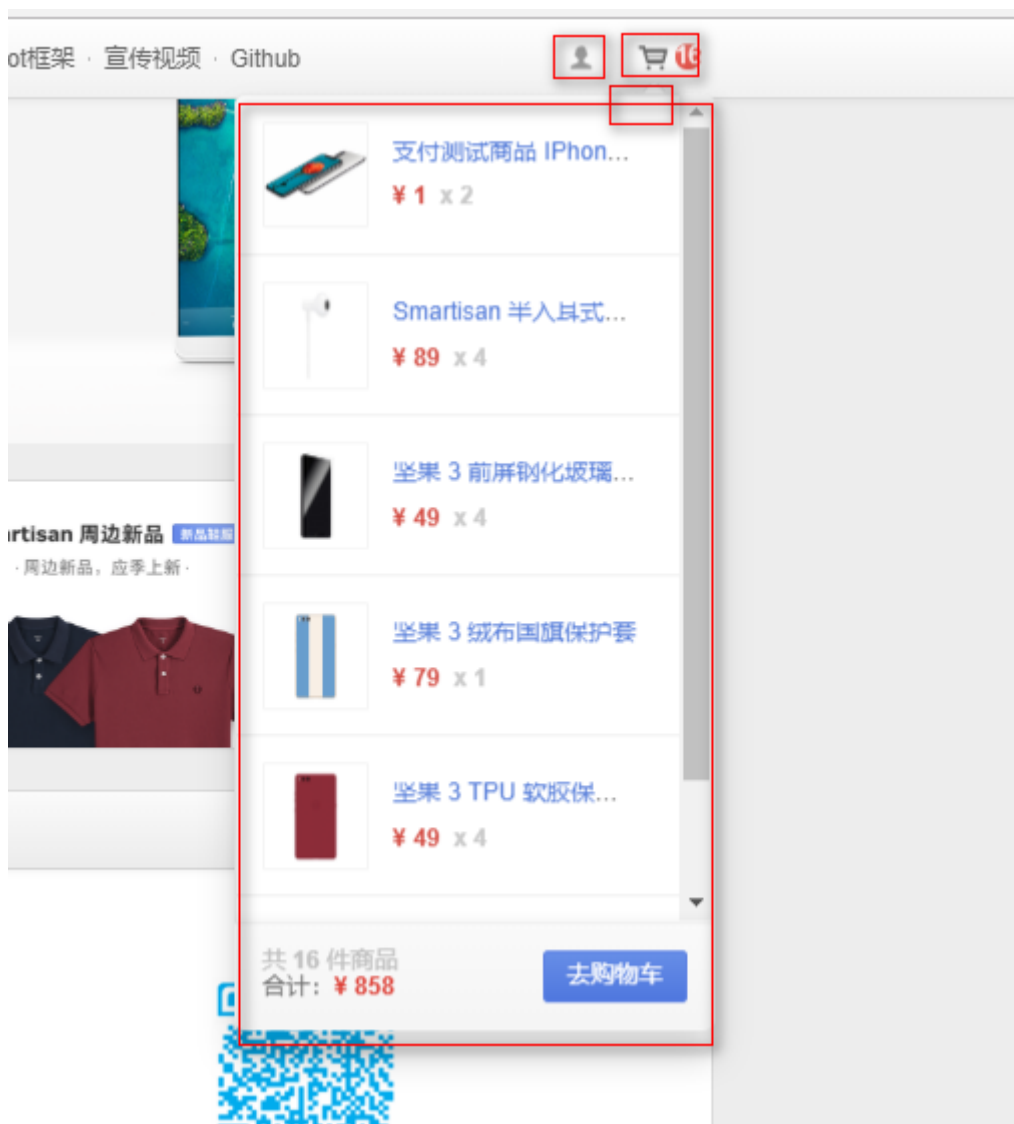 ot框架 · 宣传视频 · Github
16
支付测试商品 IPhon...
¥ 1 x 2
Smartisan 半入耳式...
¥ 89 x 4
坚果 3 前屏钢化玻璃...
¥ 49 x 4
rtisan 周边新品
· 周边新品，应季上新 ·
坚果 3 绒布国旗保护套
¥ 79 x 1
坚果 3 TPU 软胶保...
¥ 49 x 4
共 16 件商品
合计：¥ 858
去购物车